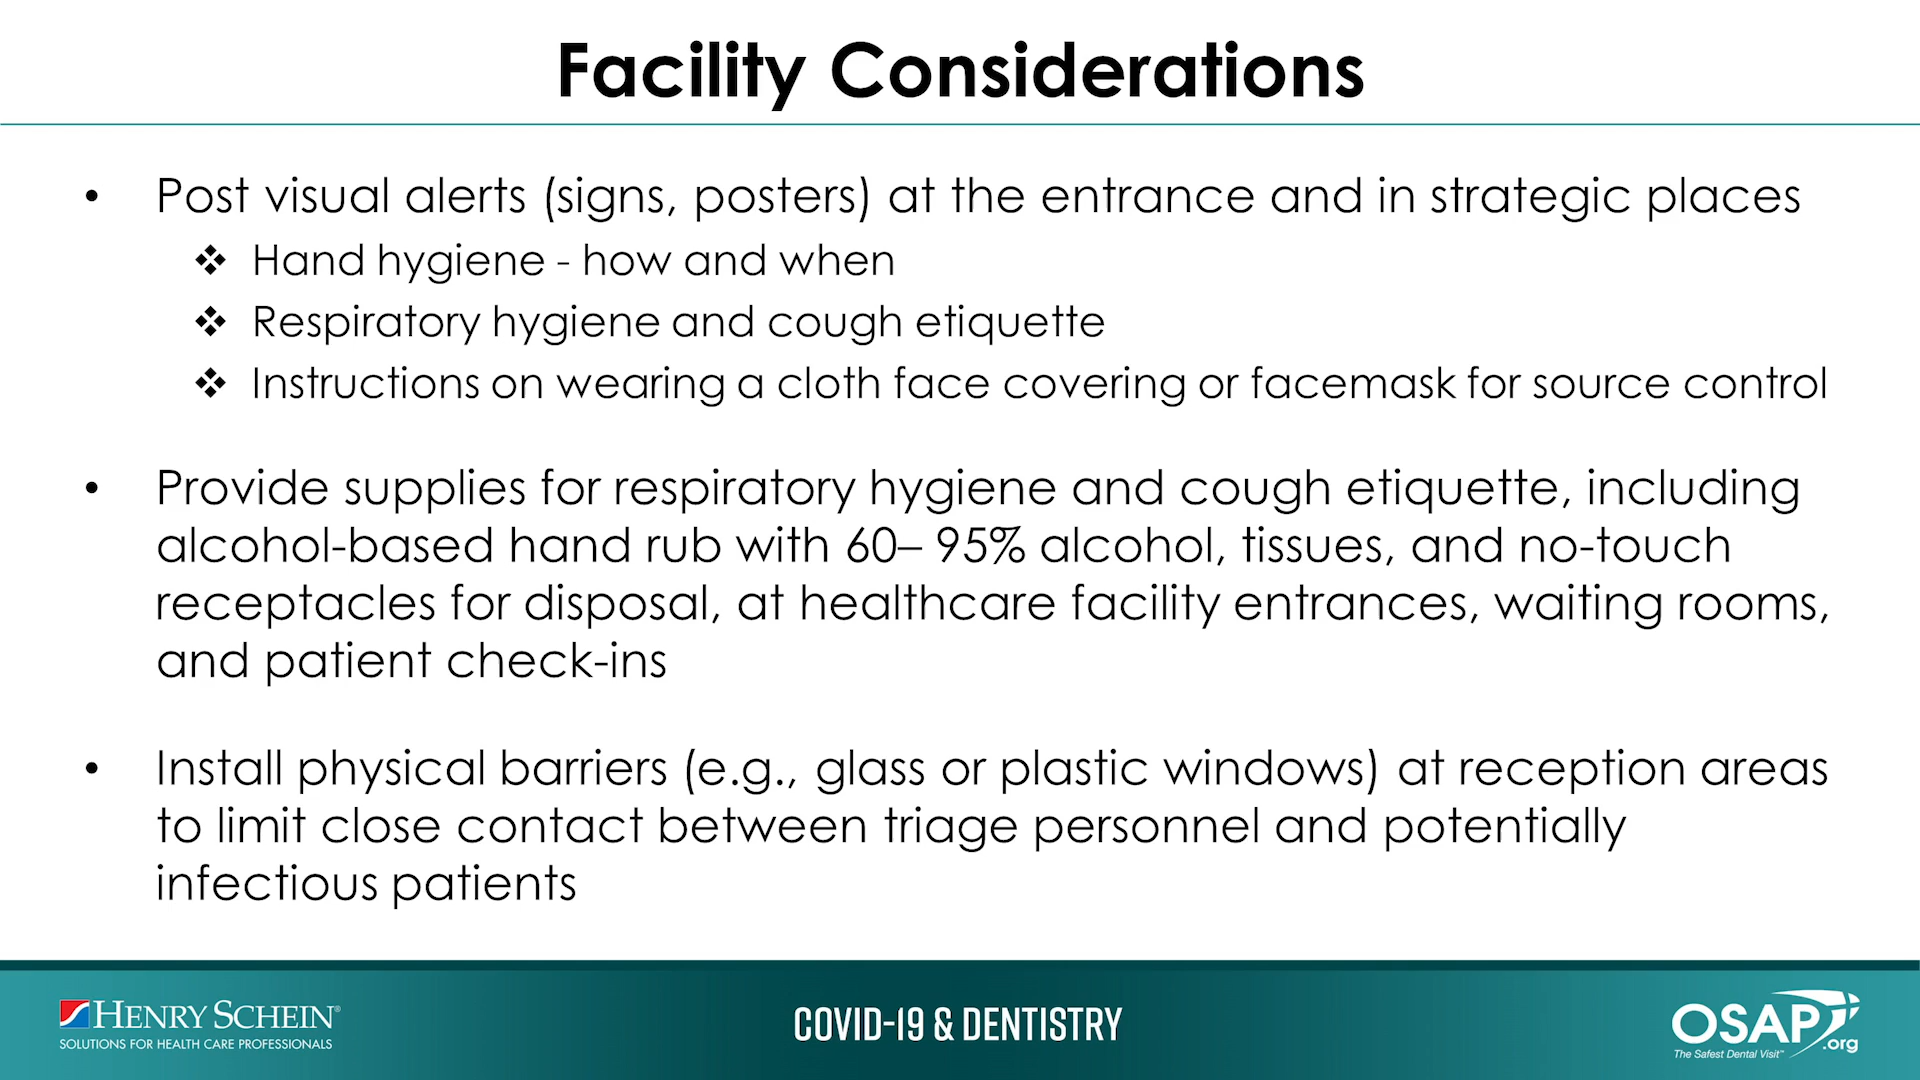 Facility Considerations
• Post visual alerts (signs, posters) at the entrance and in strategic places
❖ Hand hygiene - how and when
❖ Respiratory hygiene and cough etiquette
❖ Instructions on wearing a cloth face covering or facemask for source control
• Provide supplies for respiratory hygiene and cough etiquette, including
alcohol-based hand rub with 60– 95% alcohol, tissues, and no-touch
receptacles for disposal, at healthcare facility entrances, waiting rooms,
and patient check-ins
• Install physical barriers (e.g., glass or plastic windows) at reception areas
to limit close contact between triage personnel and potentially
infectious patients
HENRY SCHEIN®
SOLUTIONS FOR HEALTH CARE PROFESSIONALS
COVID-19 & DENTISTRY
OSAP
.org
The Safest Dental Visit™